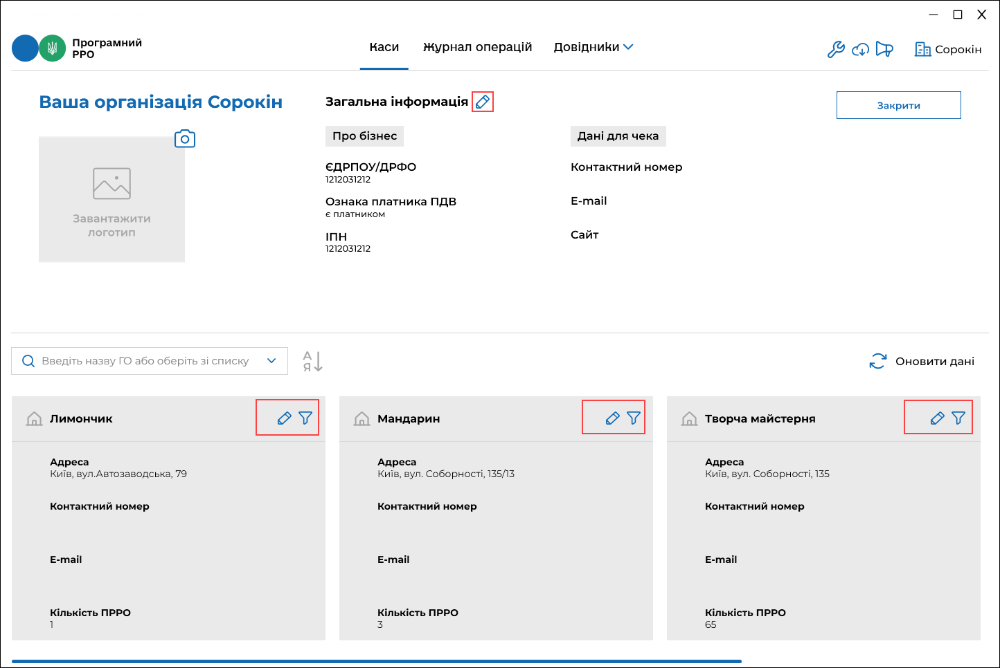 X
Програмний
РРО
Каси
Журнал операцій
Довідники
Сорокін
Ваша організація Сорокін
Завантажити
логотип
Загальна інформація
Про бізнес
ЄДРПОУ/ДРФО
1212031212
Ознака платника ПДВ
є платником
ІПН
1212031212
Дані для чека
Контактний номер
E-mail
Сайт
Закрити
Введіть назву ГО або оберіть зі списку
А
Я
Оновити дані
Лимончик
Адреса
Київ, вул.Автозаводська, 79
Контактний номер
E-mail
Кількість ПРРО
1
Мандарин
Адреса
Київ, вул. Соборності, 135/13
Контактний номер
E-mail
Кількість ПРРО
3
Творча майстерня
Адреса
Київ, вул. Соборності, 135
Контактний номер
E-mail
Кількість ПРРО
65